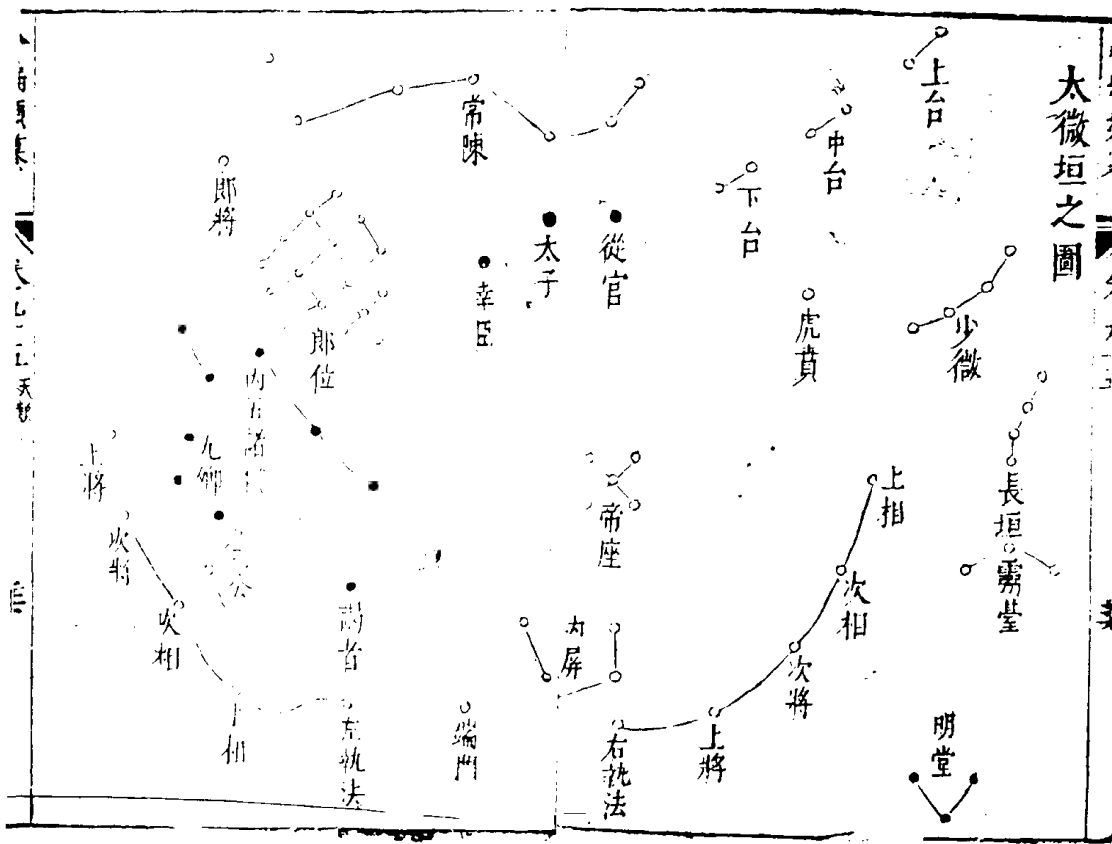 太微垣之圖
上台
中台
下台
少微
虎賁
長垣
靈臺
明堂
上相
次相
次將
上將
右執法
從官
太子
幸臣
帝座
内屏
端門
常陳
郎將
郎位
謁者
左執法
九卿
上將
次將
次相
相